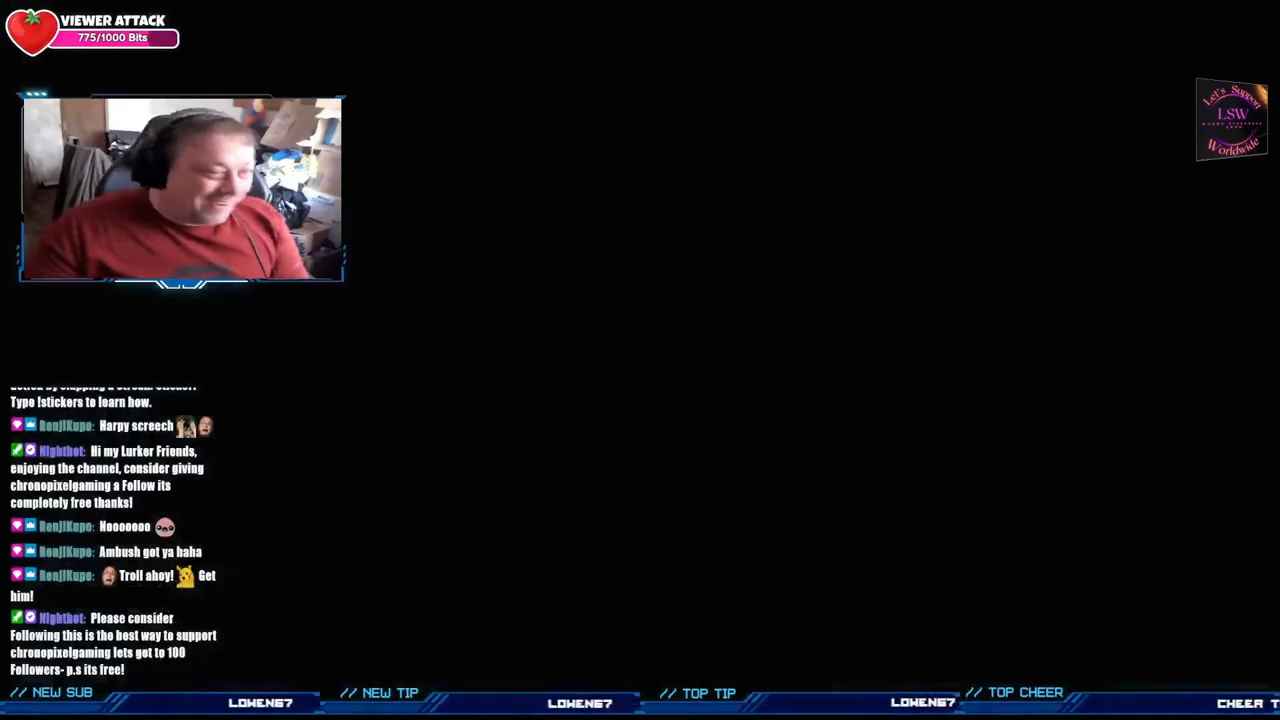 VIEWER ATTACK
775/1000 Bits
Let's Support
LSW
Worldwide
Type !stickers to learn how.
RonjiKupo: Harpy screech
Nightbot: Hi my Lurker Friends,
enjoying the channel, consider giving
chronopixelgaming a Follow its
completely free thanks!
RonjiKupo: Nooooooo
RonjiKupo: Ambush got ya haha
RonjiKupo: Troll ahoy! Get
him!
Nightbot: Please consider
Following this is the best way to support
chronopixelgaming lets get to 100
Followers- p.s its free!
// NEW SUB
LOWEN67
// NEW TIP
LOWEN67
// TOP TIP
LOWEN67
// TOP CHEER
CHEER T